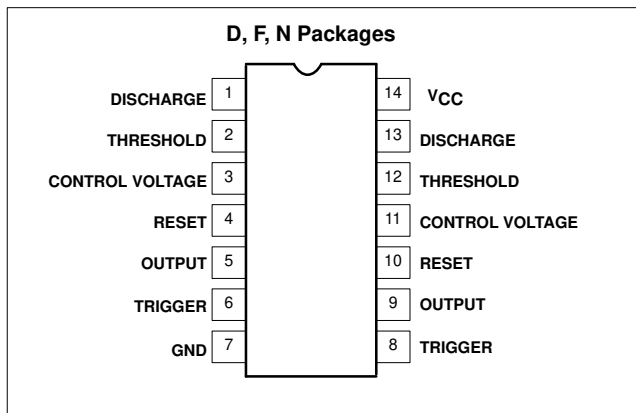 D, F, N Packages
DISCHARGE 1 14 VCC
THRESHOLD 2 13 DISCHARGE
CONTROL VOLTAGE 3 12 THRESHOLD
RESET 4 11 CONTROL VOLTAGE
OUTPUT 5 10 RESET
TRIGGER 6 9 OUTPUT
GND 7 8 TRIGGER